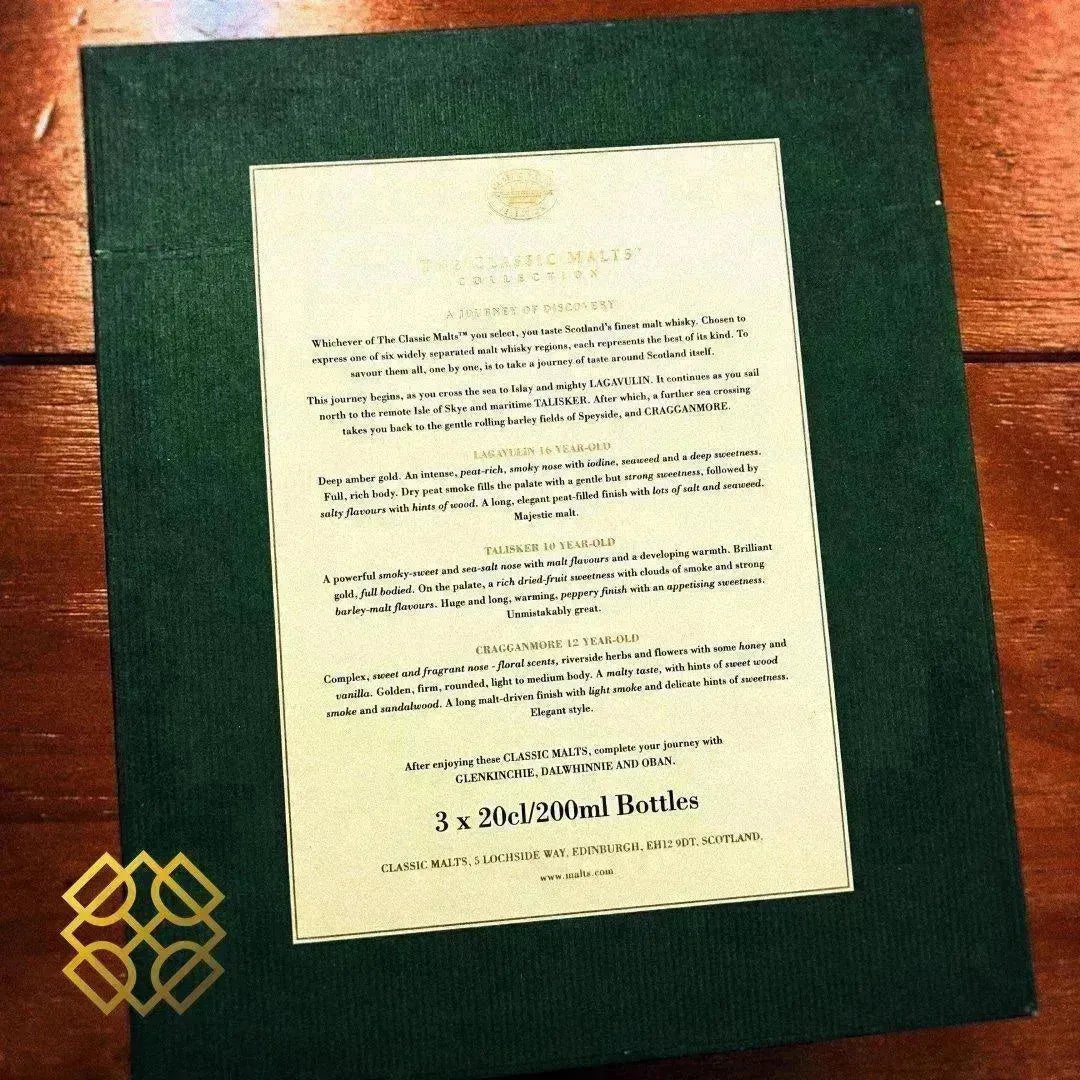 THE CLASSIC MALTS™
COLLECTION
A JOURNEY OF DISCOVERY
Whichever of The Classic Malts™ you select, you taste Scotland's finest malt whisky. Chosen to
express one of six widely separated malt whisky regions, each represents the best of its kind. To
savour them all, one by one, is to take a journey of taste around Scotland itself.
This journey begins, as you cross the sea to Islay and mighty LAGAVULIN. It continues as you sail
north to the remote Isle of Skye and maritime TALISKER. After which, a further sea crossing
takes you back to the gentle rolling barley fields of Speyside, and CRAGGANMORE.
LAGAVULIN 16 YEAR-OLD
Deep amber gold. An intense, peat-rich, smoky nose with iodine, seaweed and a deep sweetness.
Full, rich body. Dry peat smoke fills the palate with a gentle but strong sweetness, followed by
salty flavours with hints of wood. A long, elegant peat-filled finish with lots of salt and seaweed.
Majestic malt.
TALISKER 10 YEAR-OLD
A powerful smoky-sweet and sea-salt nose with malt flavours and a developing warmth. Brilliant
gold, full bodied. On the palate, a rich dried-fruit sweetness with clouds of smoke and strong
barley-malt flavours. Huge and long, warming, peppery finish with an appetising sweetness.
Unmistakably great.
CRAGGANMORE 12 YEAR-OLD
Complex, sweet and fragrant nose - floral scents, riverside herbs and flowers with some honey and
vanilla. Golden, firm, rounded, light to medium body. A malty taste, with hints of sweet wood
smoke and sandalwood. A long malt-driven finish with light smoke and delicate hints of sweetness.
Elegant style.
After enjoying these CLASSIC MALTS, complete your journey with
GLENKINCHIE, DALWHINNIE AND OBAN.
3 x 20cl/200ml Bottles
CLASSIC MALTS, 5 LOCHSIDE WAY, EDINBURGH, EH12 9DT, SCOTLAND.
www.malts.com